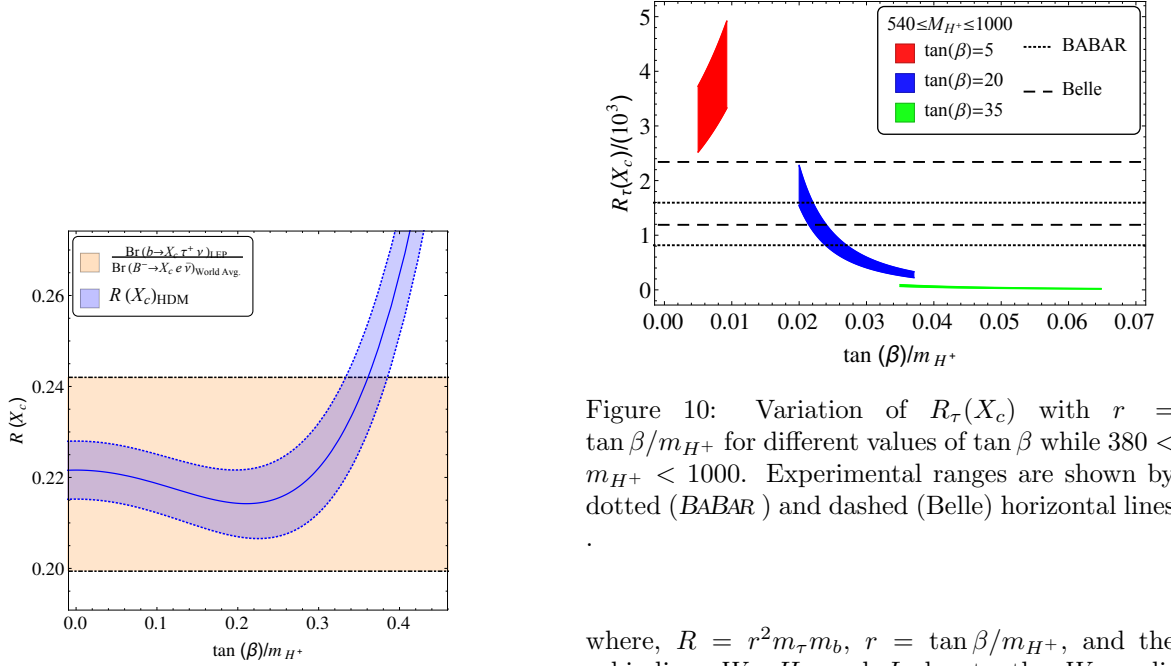 Br (b→X_c τ⁺ ν)_LEP
Br (B⁻→X_c e ν̄)_World Avg.
R (X_c)_HDM
0.26
0.24
0.22
0.20
R (X_c)
0.0 0.1 0.2 0.3 0.4
tan (β)/m_H⁺
540≤M_H⁺≤1000
tan(β)=5
tan(β)=20
tan(β)=35
BABAR
Belle
5
4
3
2
1
0
R_τ(X_c)/(10³)
0.00 0.01 0.02 0.03 0.04 0.05 0.06 0.07
tan (β)/m_H⁺
Figure 10: Variation of R_τ(X_c) with r =
tan β/m_H+ for different values of tan β while 380 <
m_H+ < 1000. Experimental ranges are shown by
dotted (BABAR ) and dashed (Belle) horizontal lines
.
where, R = r²m_τm_b, r = tan β/m_H+, and the